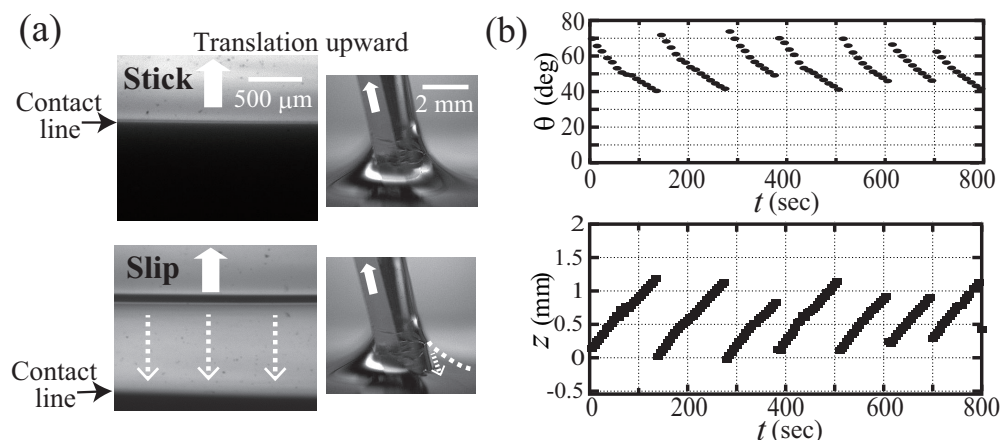 (a)
Translation upward
Stick
500 μm
2 mm
Contact
line
Slip
Contact
line
(b)
80
60
40
20
0
θ (deg)
0 200 400 600 800
t (sec)
2
1.5
1
0.5
0
-0.5
z (mm)
0 200 400 600 800
t (sec)